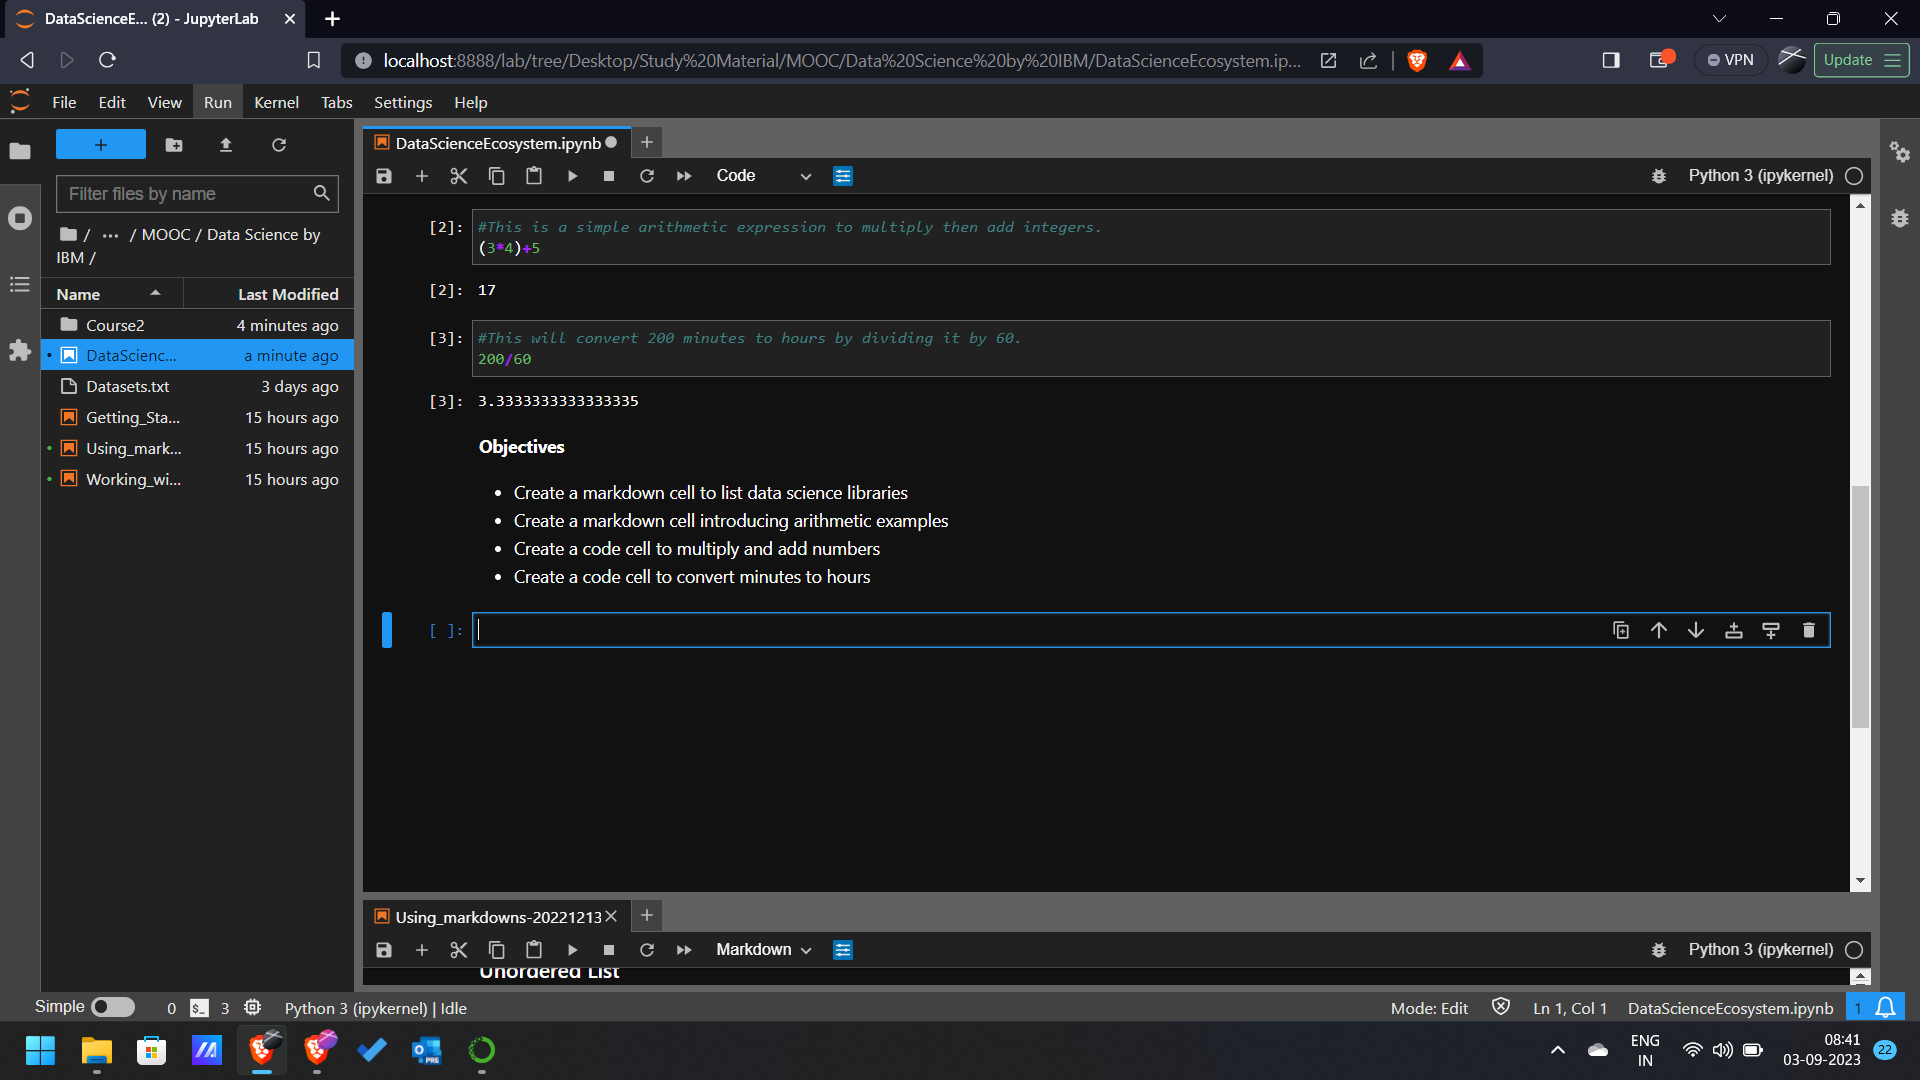 DataScienceE... (2) - JupyterLab
localhost:8888/lab/tree/Desktop/Study%20Material/MOOC/Data%20Science%20by%20IBM/DataScienceEcosystem.ip...
VPN
Update
File Edit View Run Kernel Tabs Settings Help
Filter files by name
/ ... / MOOC / Data Science by
IBM /
Name Last Modified
Course2 4 minutes ago
DataScienc... a minute ago
Datasets.txt 3 days ago
Getting_Sta... 15 hours ago
Using_mark... 15 hours ago
Working_wi... 15 hours ago
DataScienceEcosystem.ipynb
Code
Python 3 (ipykernel)
[2]: #This is a simple arithmetic expression to multiply then add integers.
(3*4)+5
[2]: 17
[3]: #This will convert 200 minutes to hours by dividing it by 60.
200/60
[3]: 3.3333333333333335
Objectives
• Create a markdown cell to list data science libraries
• Create a markdown cell introducing arithmetic examples
• Create a code cell to multiply and add numbers
• Create a code cell to convert minutes to hours
[ ]:
Using_markdowns-20221213
Markdown
Python 3 (ipykernel)
Unordered List
Simple 0 $_ 3 Python 3 (ipykernel) | Idle
Mode: Edit Ln 1, Col 1 DataScienceEcosystem.ipynb 1
PRE
ENG
IN
08:41
03-09-2023
22